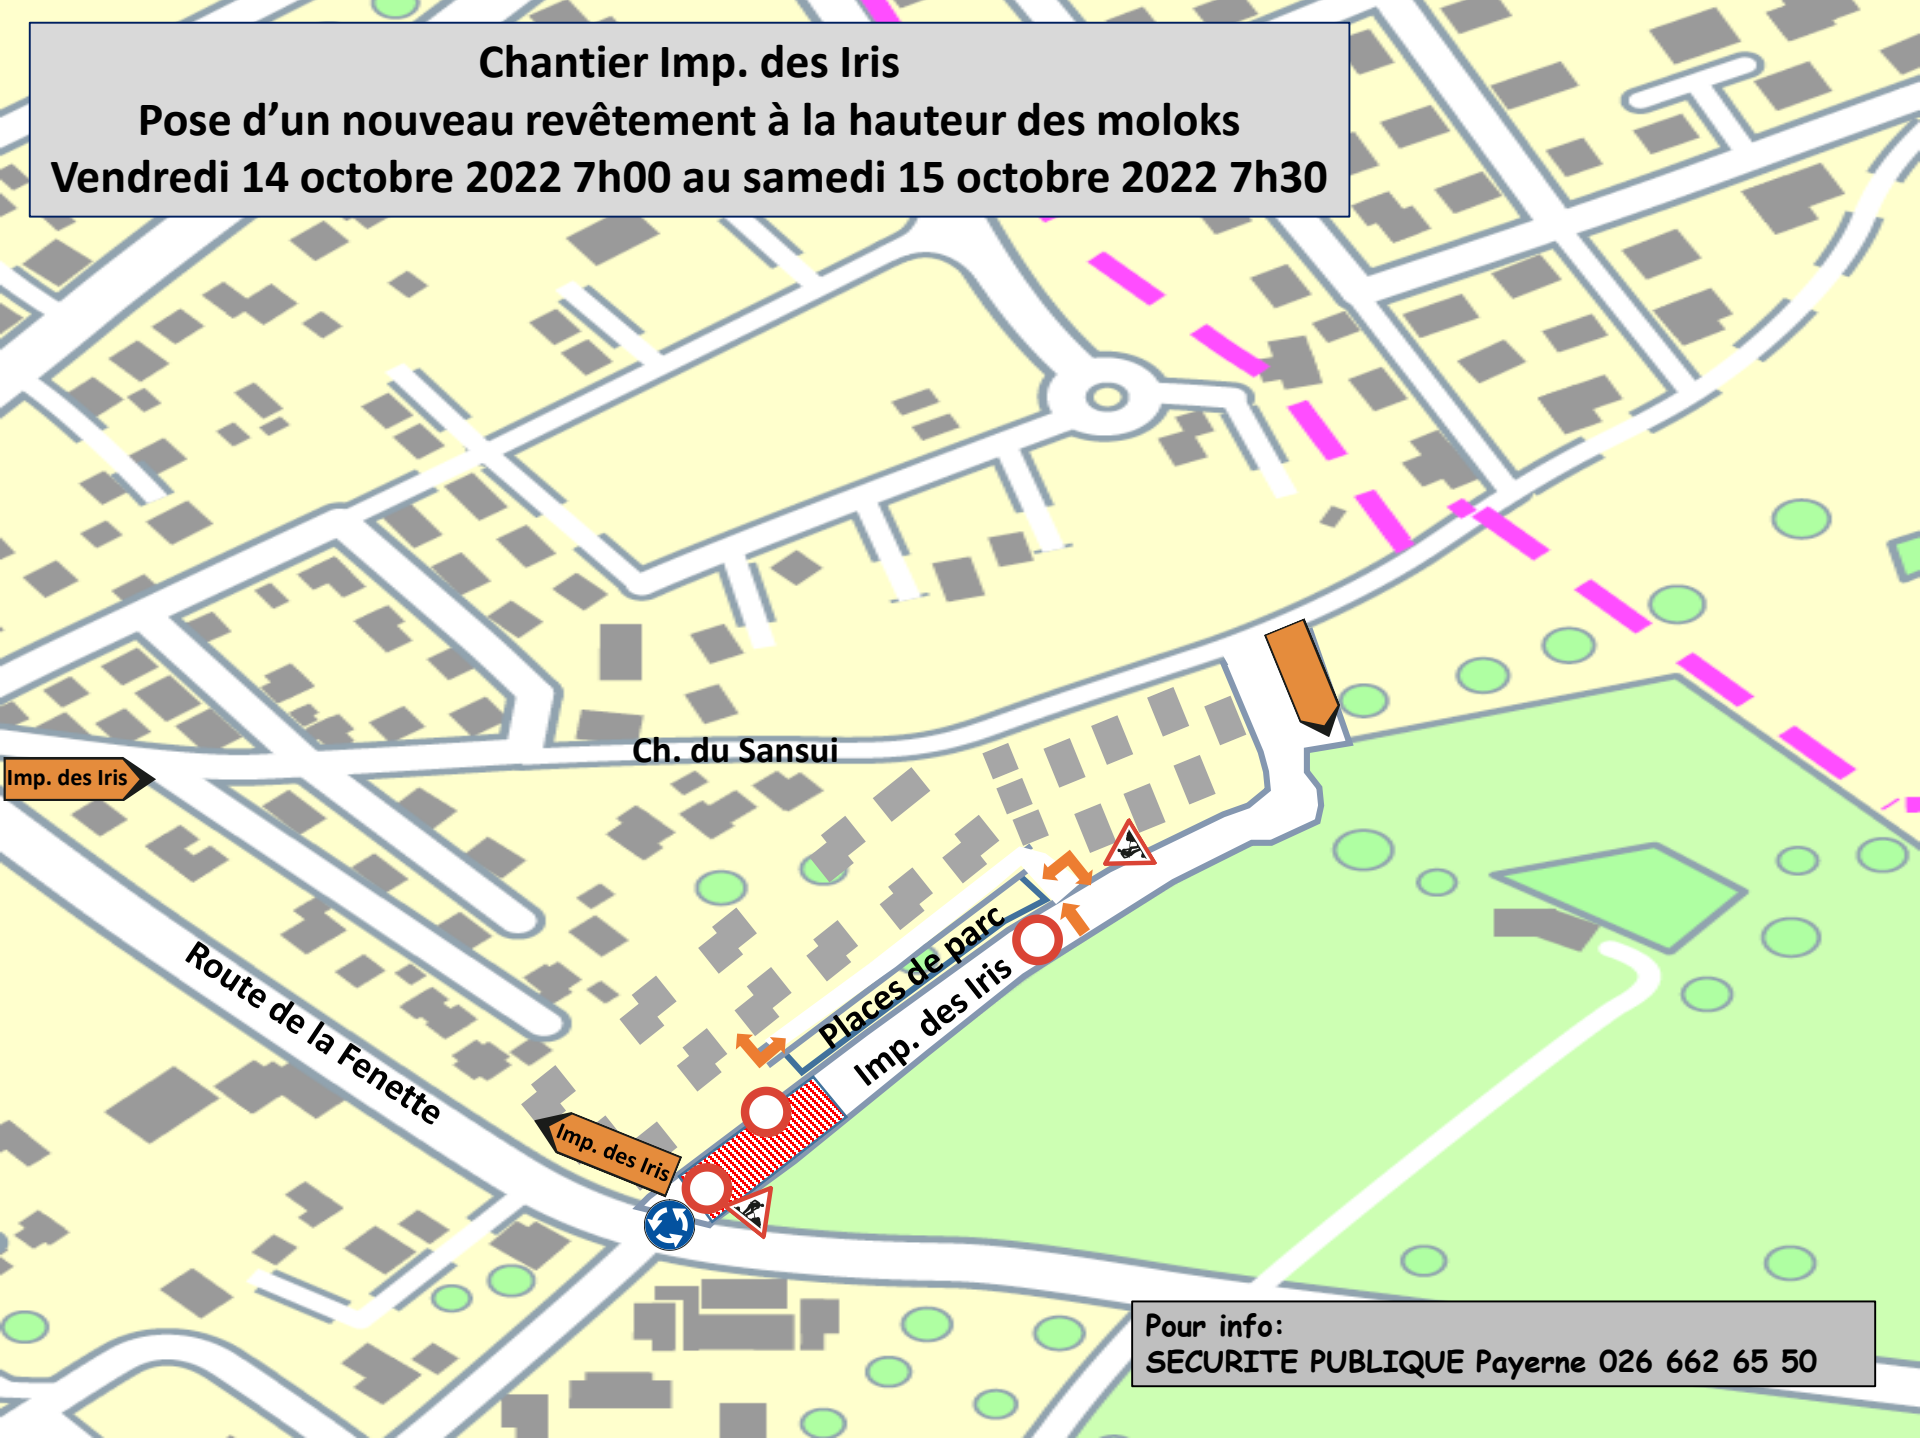 Chantier Imp. des Iris
Pose d’un nouveau revêtement à la hauteur des moloks
Vendredi 14 octobre 2022 7h00 au samedi 15 octobre 2022 7h30
Ch. du Sansui
Imp. des Iris
Places de parc
Imp. des Iris
Route de la Fenette
Imp. des Iris
Pour info:
SECURITE PUBLIQUE Payerne 026 662 65 50